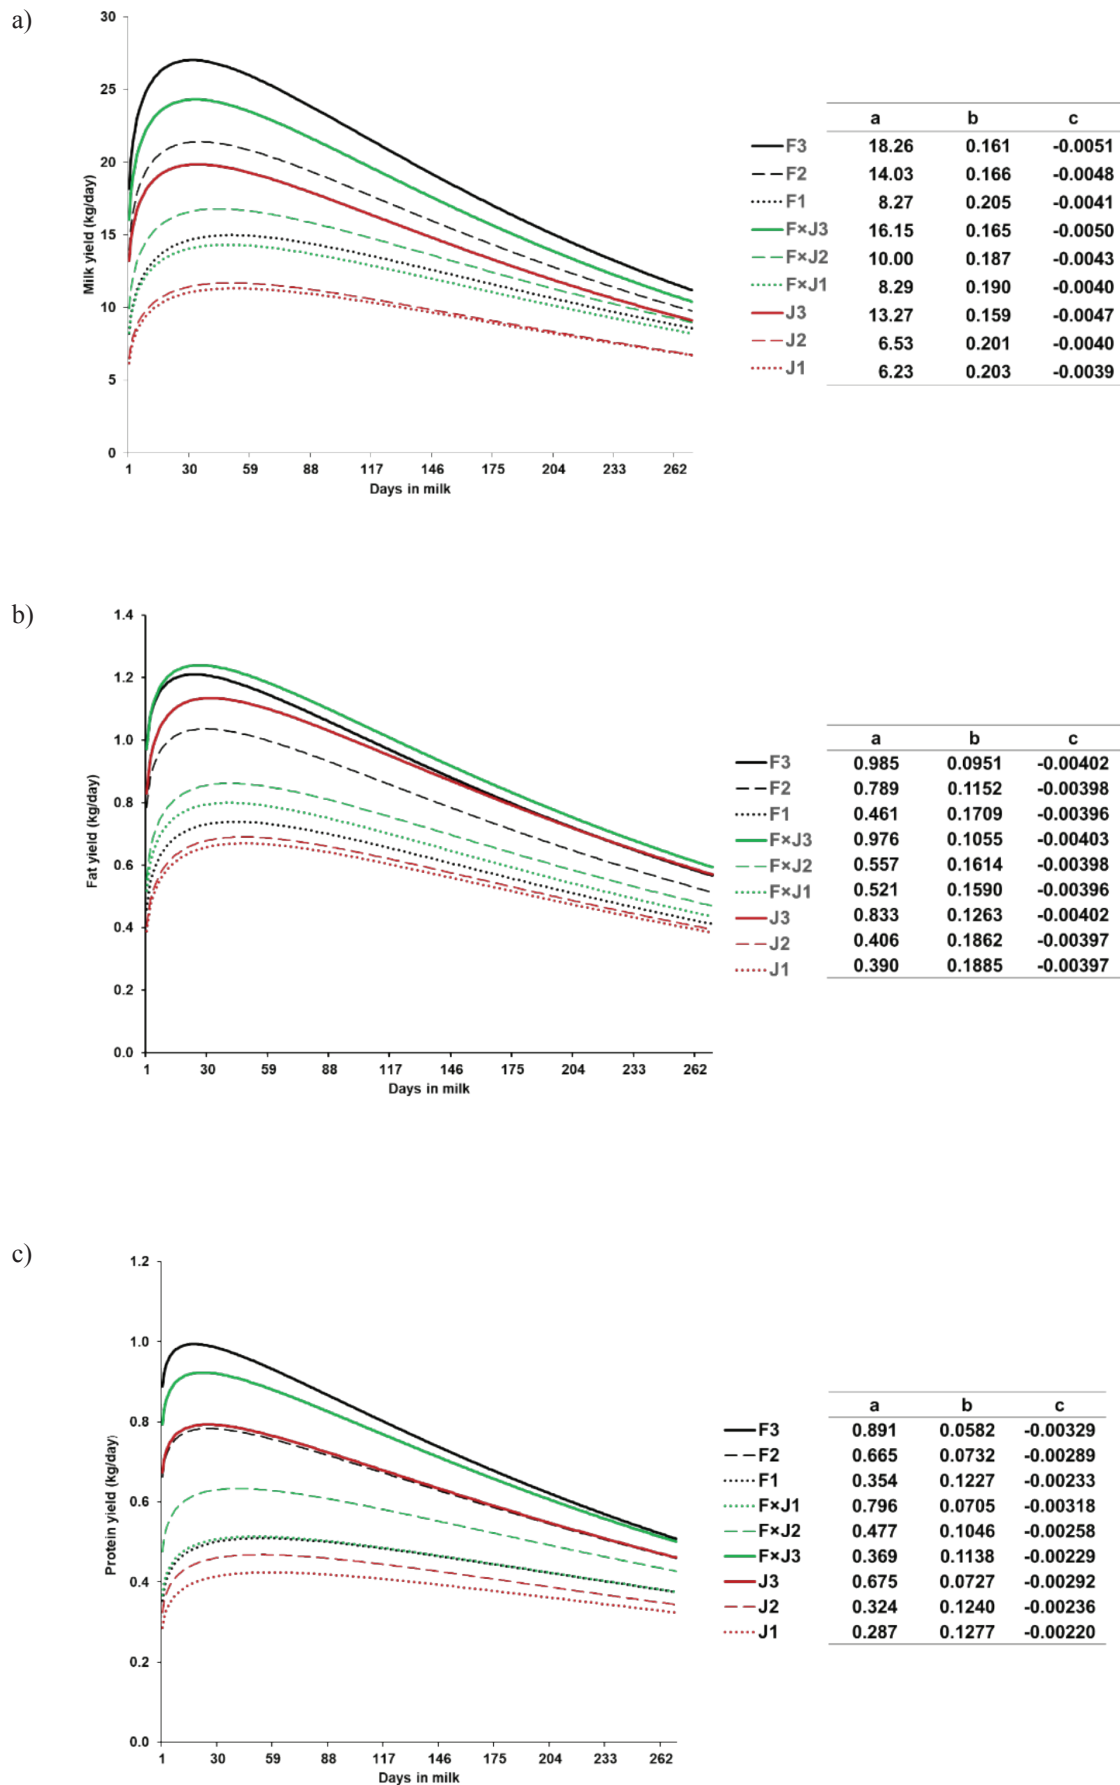 a)
30
25
20
15
10
5
0
Milk yield (kg/day)
1 30 59 88 117 146 175 204 233 262
Days in milk
a b c
F3 18.26 0.161 -0.0051
F2 14.03 0.166 -0.0048
F1 8.27 0.205 -0.0041
F×J3 16.15 0.165 -0.0050
F×J2 10.00 0.187 -0.0043
F×J1 8.29 0.190 -0.0040
J3 13.27 0.159 -0.0047
J2 6.53 0.201 -0.0040
J1 6.23 0.203 -0.0039
b)
1.4
1.2
1.0
0.8
0.6
0.4
0.2
0.0
Fat yield (kg/day)
1 30 59 88 117 146 175 204 233 262
Days in milk
a b c
F3 0.985 0.0951 -0.00402
F2 0.789 0.1152 -0.00398
F1 0.461 0.1709 -0.00396
F×J3 0.976 0.1055 -0.00403
F×J2 0.557 0.1614 -0.00398
F×J1 0.521 0.1590 -0.00396
J3 0.833 0.1263 -0.00402
J2 0.406 0.1862 -0.00397
J1 0.390 0.1885 -0.00397
c)
1.2
1.0
0.8
0.6
0.4
0.2
0.0
Protein yield (kg/day)
1 30 59 88 117 146 175 204 233 262
Days in milk
a b c
F3 0.891 0.0582 -0.00329
F2 0.665 0.0732 -0.00289
F1 0.354 0.1227 -0.00233
F×J1 0.796 0.0705 -0.00318
F×J2 0.477 0.1046 -0.00258
F×J3 0.369 0.1138 -0.00229
J3 0.675 0.0727 -0.00292
J2 0.324 0.1240 -0.00236
J1 0.287 0.1277 -0.00220